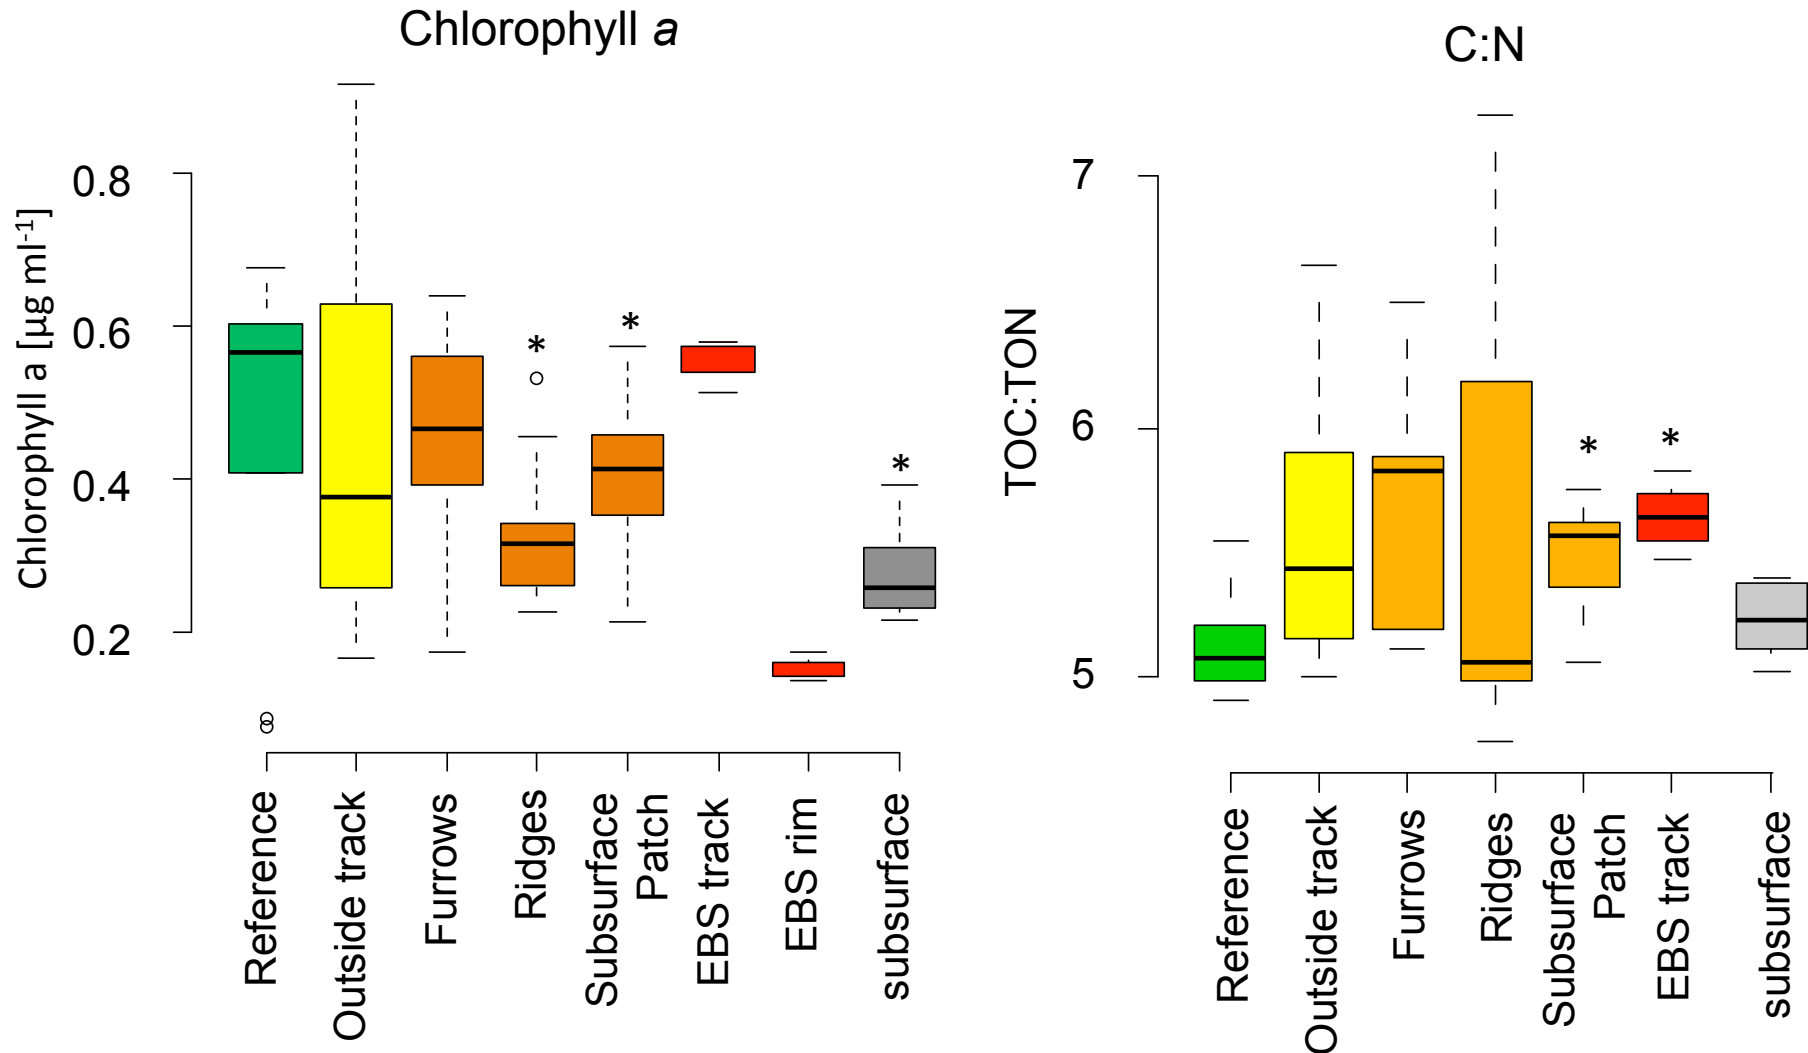 Chlorophyll a
Chlorophyll a [µg ml-1]
0.8
0.6
0.4
0.2
*
*
*
Reference
Outside track
Furrows
Ridges
Subsurface
Patch
EBS track
EBS rim
subsurface
C:N
TOC:TON
7
6
5
*
*
Reference
Outside track
Furrows
Ridges
Subsurface
Patch
EBS track
subsurface